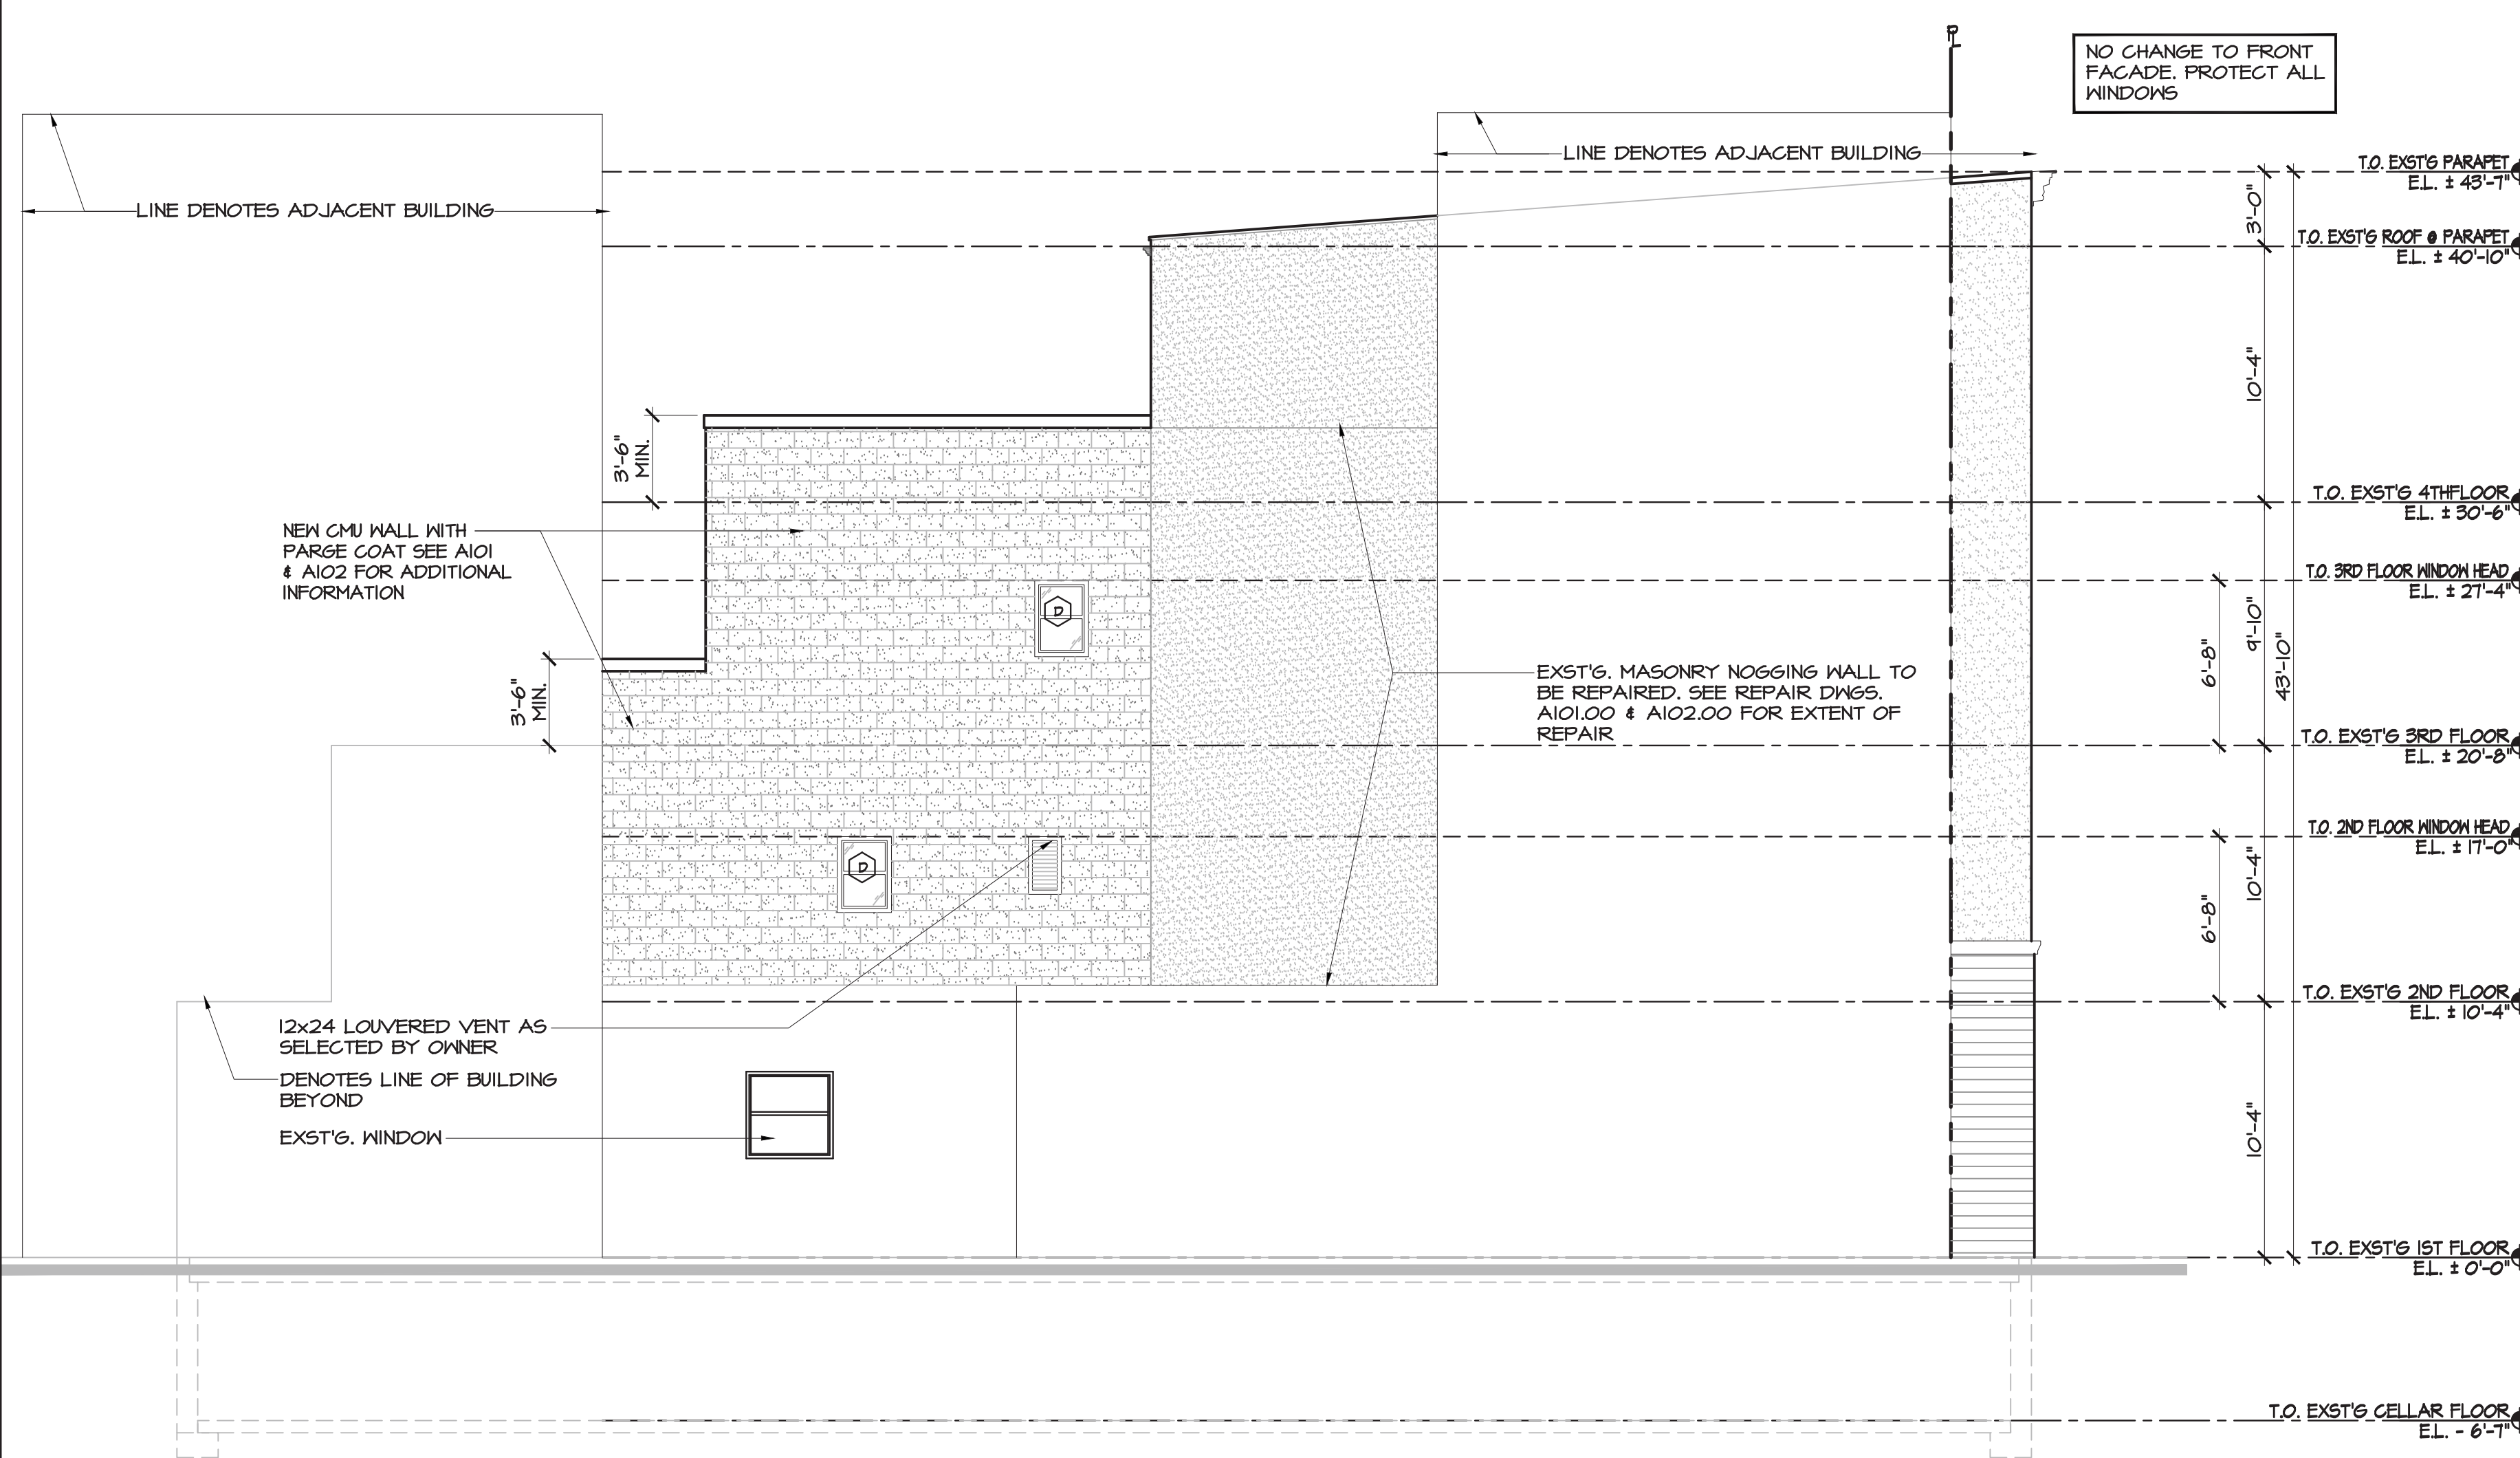 PL
NO CHANGE TO FRONT
FACADE. PROTECT ALL
WINDOWS
LINE DENOTES ADJACENT BUILDING
LINE DENOTES ADJACENT BUILDING
T.O. EXST'G PARAPET
E.L. ± 43'-7"
3'-0"
T.O. EXST'G ROOF @ PARAPET
E.L. ± 40'-10"
10'-4"
3'-6"
MIN.
T.O. EXST'G 4THFLOOR
E.L. ± 30'-6"
NEW CMU WALL WITH
PARGE COAT SEE A101
& A102 FOR ADDITIONAL
INFORMATION
T.O. 3RD FLOOR WINDOW HEAD
E.L. ± 27'-4"
D
6'-8"
9'-10"
43'-10"
3'-6"
MIN.
EXST'G. MASONRY NOGGING WALL TO
BE REPAIRED. SEE REPAIR DWGS.
A101.00 & A102.00 FOR EXTENT OF
REPAIR
T.O. EXST'G 3RD FLOOR
E.L. ± 20'-8"
T.O. 2ND FLOOR WINDOW HEAD
E.L. ± 17'-0"
D
6'-8"
10'-4"
T.O. EXST'G 2ND FLOOR
E.L. ± 10'-4"
12x24 LOUVERED VENT AS
SELECTED BY OWNER
DENOTES LINE OF BUILDING
BEYOND
EXST'G. WINDOW
10'-4"
T.O. EXST'G 1ST FLOOR
E.L. ± 0'-0"
T.O. EXST'G CELLAR FLOOR
E.L. - 6'-7"